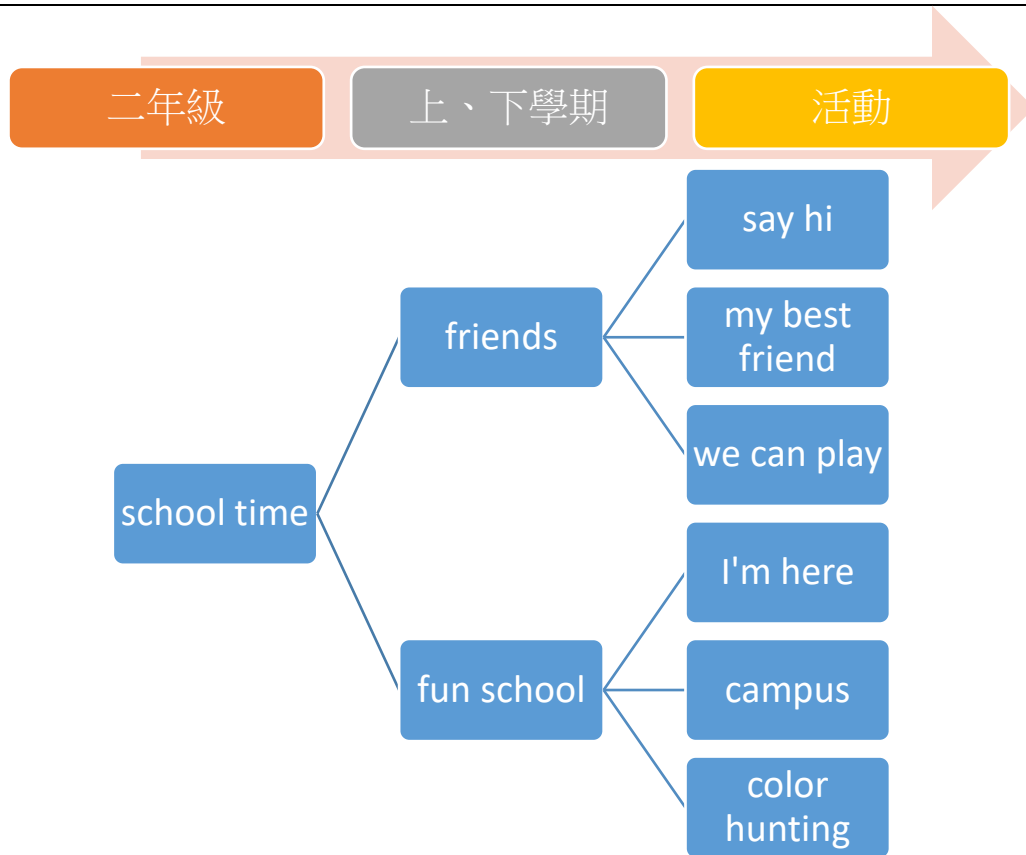 二年級
上、下學期
活動
school time
friends
say hi
my best
friend
we can play
fun school
I'm here
campus
color
hunting